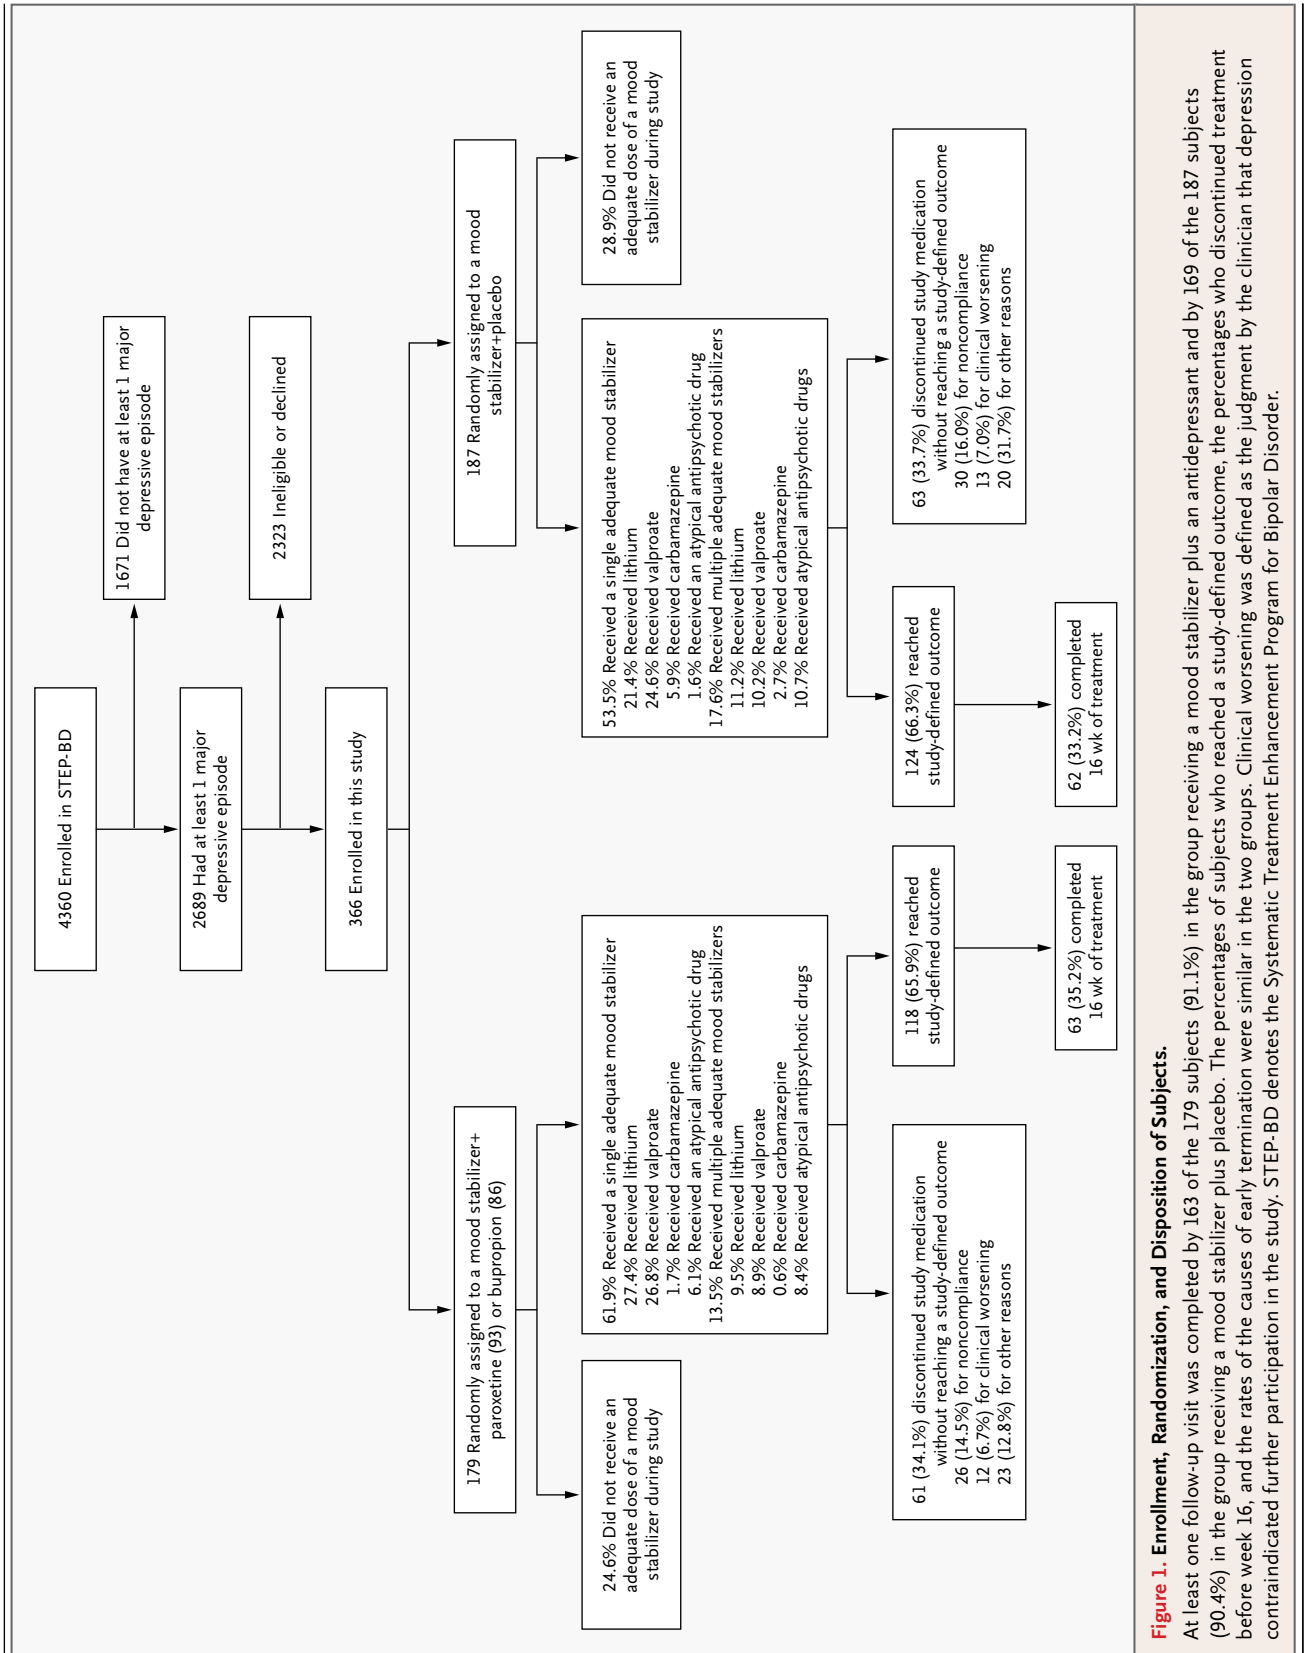 4360 Enrolled in STEP-BD
1671 Did not have at least 1 major
depressive episode
2689 Had at least 1 major
depressive episode
2323 Ineligible or declined
366 Enrolled in this study
179 Randomly assigned to a mood stabilizer+
paroxetine (93) or bupropion (86)
187 Randomly assigned to a mood
stabilizer+placebo
24.6% Did not receive an
adequate dose of a mood
stabilizer during study
61.9% Received a single adequate mood stabilizer
27.4% Received lithium
26.8% Received valproate
1.7% Received carbamazepine
6.1% Received an atypical antipsychotic drug
13.5% Received multiple adequate mood stabilizers
9.5% Received lithium
8.9% Received valproate
0.6% Received carbamazepine
8.4% Received atypical antipsychotic drugs
53.5% Received a single adequate mood stabilizer
21.4% Received lithium
24.6% Received valproate
5.9% Received carbamazepine
1.6% Received an atypical antipsychotic drug
17.6% Received multiple adequate mood stabilizers
11.2% Received lithium
10.2% Received valproate
2.7% Received carbamazepine
10.7% Received atypical antipsychotic drugs
28.9% Did not receive an
adequate dose of a mood
stabilizer during study
61 (34.1%) discontinued study medication
without reaching a study-defined outcome
26 (14.5%) for noncompliance
12 (6.7%) for clinical worsening
23 (12.8%) for other reasons
118 (65.9%) reached
study-defined outcome
124 (66.3%) reached
study-defined outcome
63 (33.7%) discontinued study medication
without reaching a study-defined outcome
30 (16.0%) for noncompliance
13 (7.0%) for clinical worsening
20 (31.7%) for other reasons
63 (35.2%) completed
16 wk of treatment
62 (33.2%) completed
16 wk of treatment
Figure 1. Enrollment, Randomization, and Disposition of Subjects.
At least one follow-up visit was completed by 163 of the 179 subjects (91.1%) in the group receiving a mood stabilizer plus an antidepressant and by 169 of the 187 subjects
(90.4%) in the group receiving a mood stabilizer plus placebo. The percentages of subjects who reached a study-defined outcome, the percentages who discontinued treatment
before week 16, and the rates of the causes of early termination were similar in the two groups. Clinical worsening was defined as the judgment by the clinician that depression
contraindicated further participation in the study. STEP-BD denotes the Systematic Treatment Enhancement Program for Bipolar Disorder.